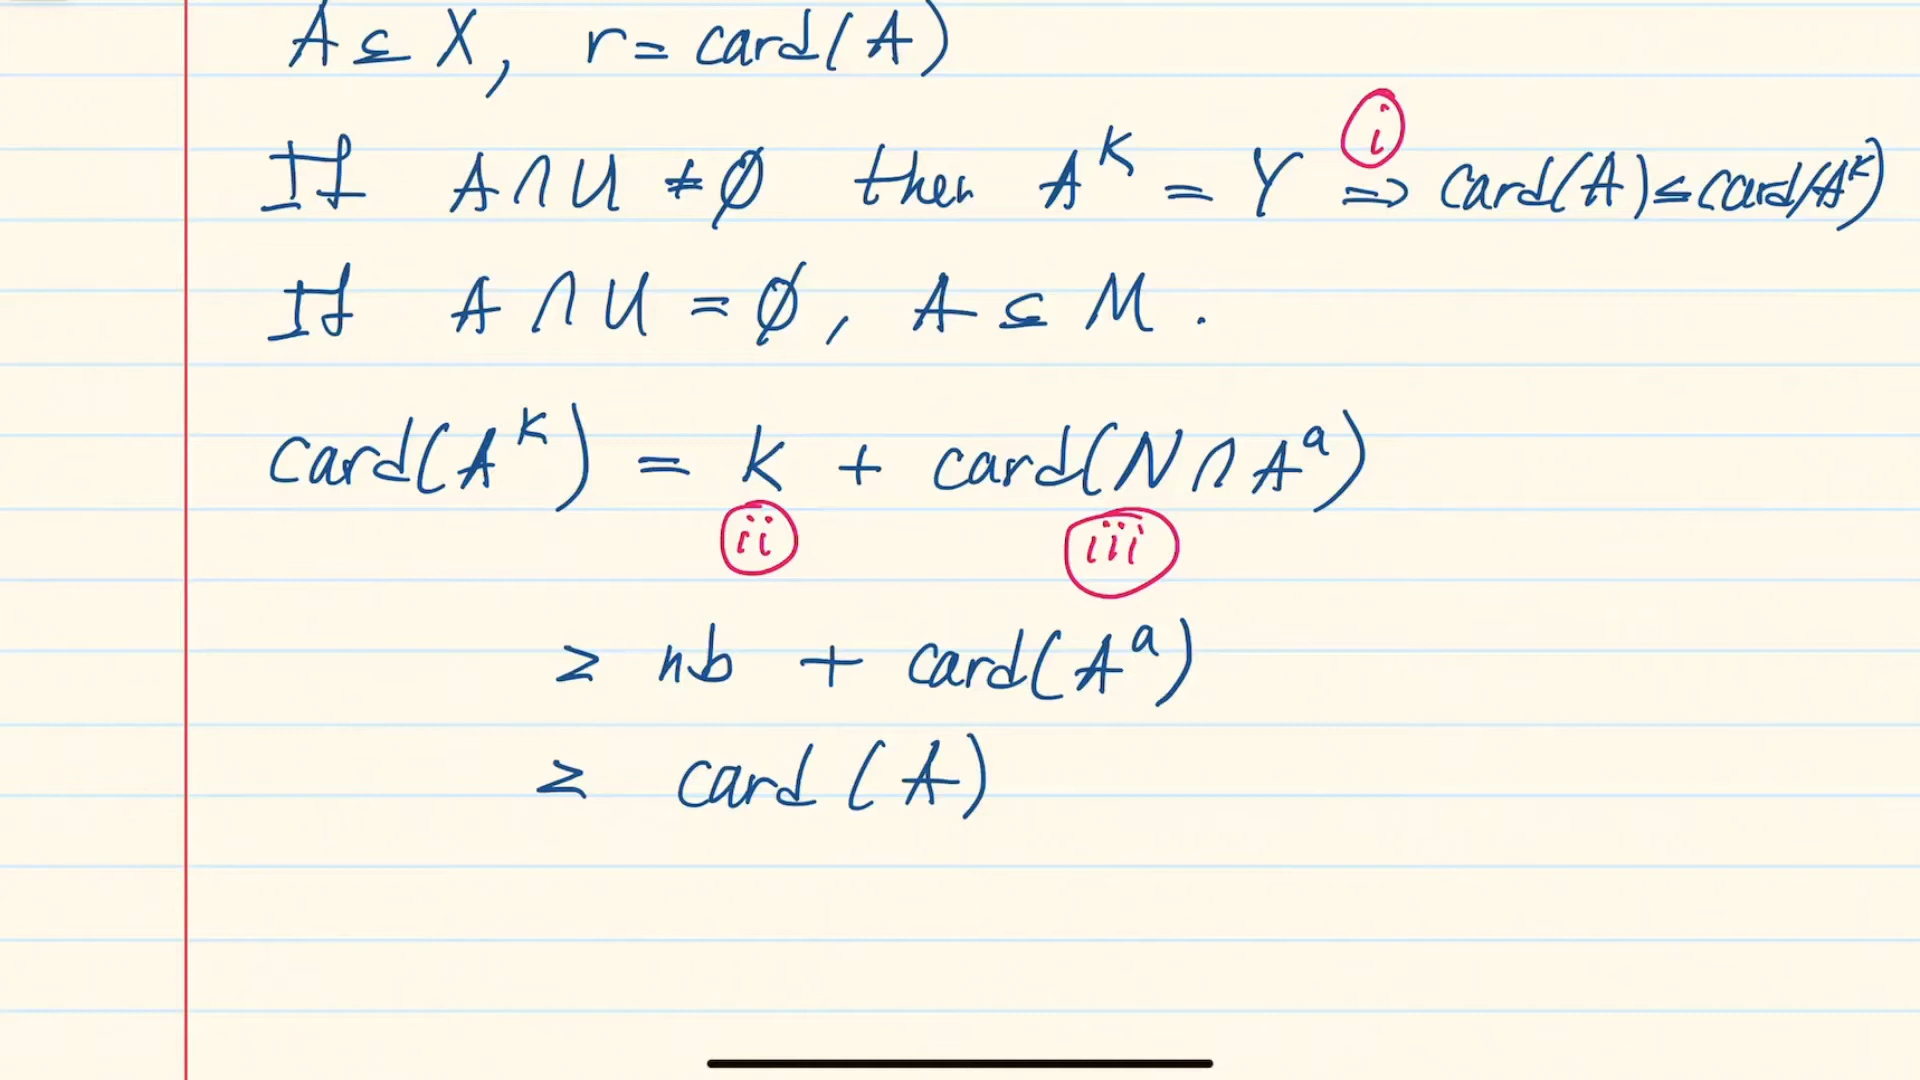 A ⊆ X, r = card(A)
If A ∩ U ≠ ∅ then A^K = Y ⇒ card(A) ≤ card(A^K)
i
If A ∩ U = ∅, A ⊆ M.
card(A^K) = K + card(N ∩ A^a)
ii iii
≥ nb + card(A^a)
≥ card(A)